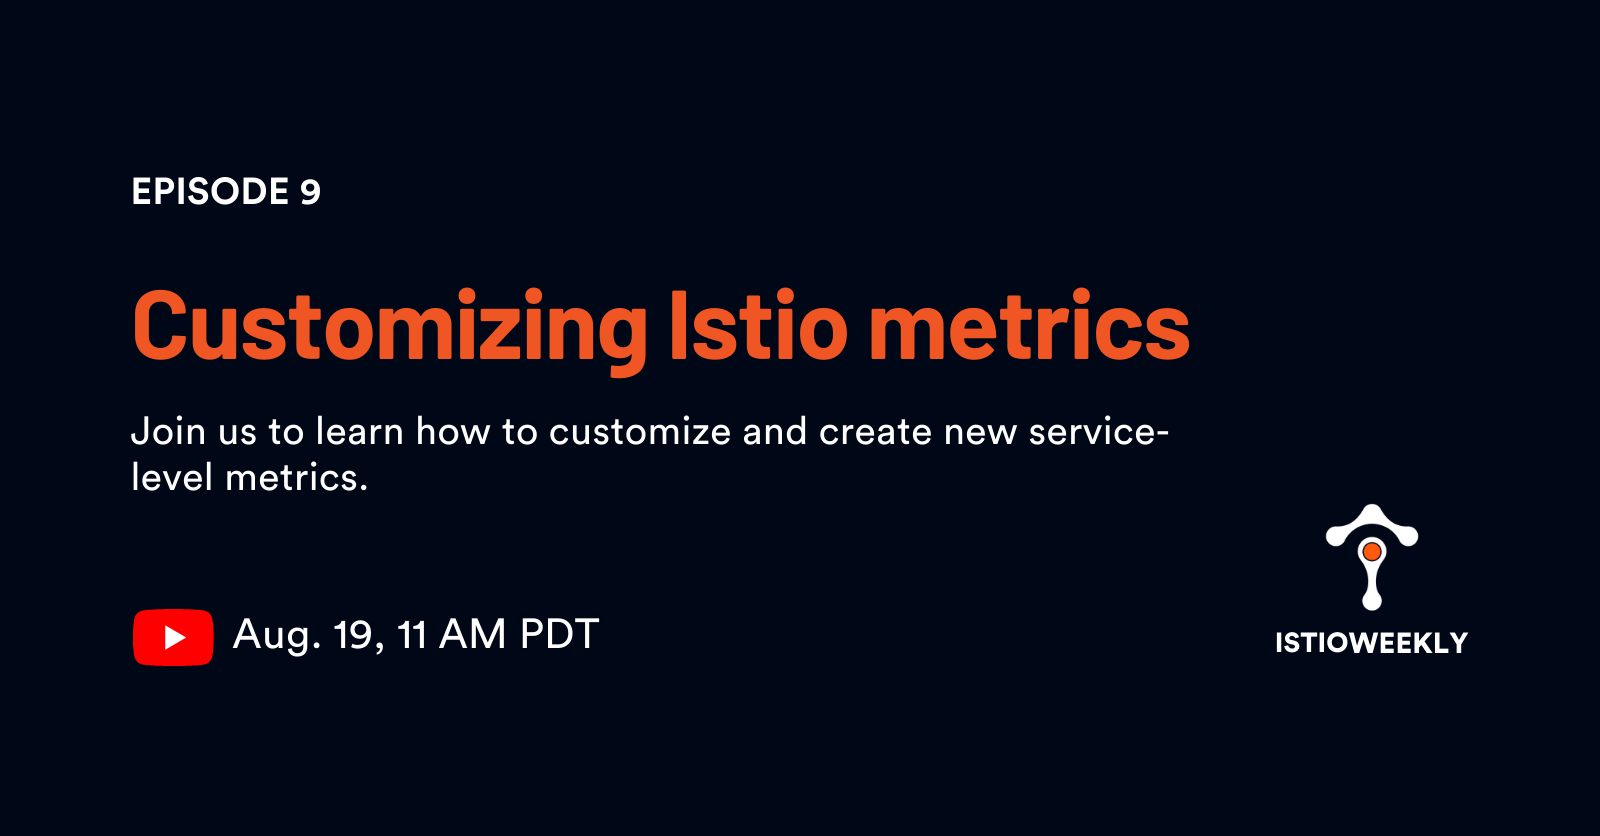 EPISODE 9
Customizing Istio metrics
Join us to learn how to customize and create new service-
level metrics.
Aug. 19, 11 AM PDT
ISTIOWEEKLY